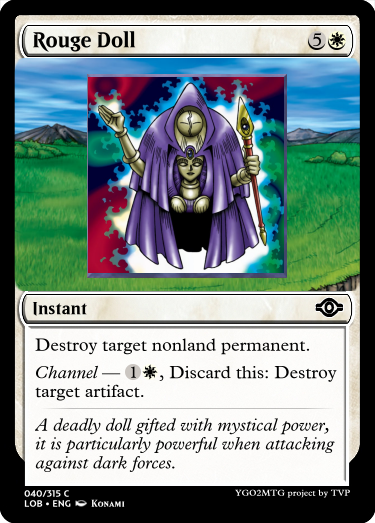 Rouge Doll 5
Instant
Destroy target nonland permanent.
Channel — 1, Discard this: Destroy
target artifact.
A deadly doll gifted with mystical power,
it is particularly powerful when attacking
against dark forces.
040/315 C
LOB • ENG Konami
YGO2MTG project by TVP